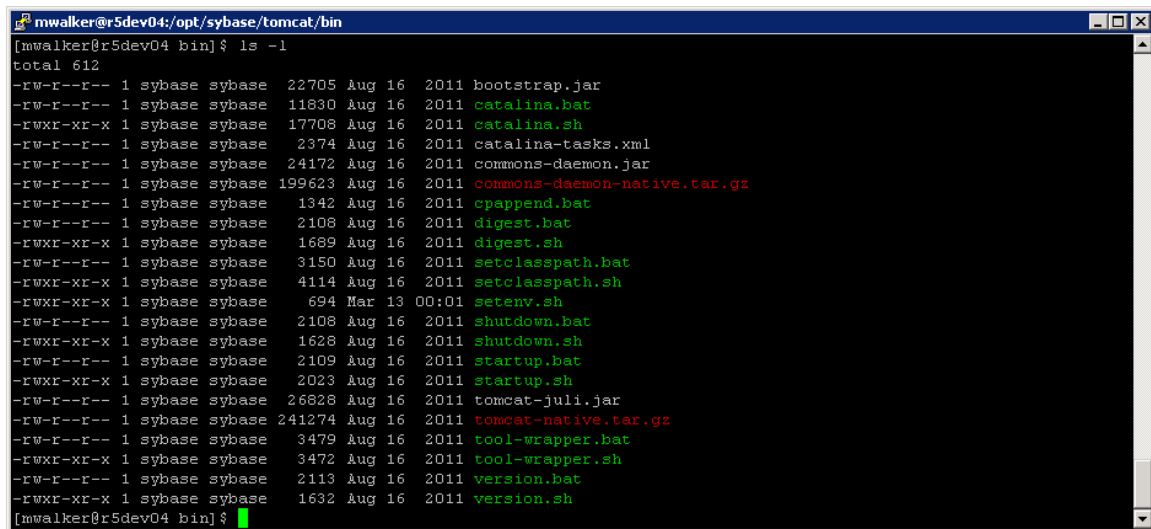 mwalker@r5dev04:/opt/sybase/tomcat/bin
[mwalker@r5dev04 bin]$ ls -l
total 612
-rw-r--r-- 1 sybase sybase  22705 Aug 16  2011 bootstrap.jar
-rw-r--r-- 1 sybase sybase  11830 Aug 16  2011 catalina.bat
-rwxr-xr-x 1 sybase sybase  17708 Aug 16  2011 catalina.sh
-rw-r--r-- 1 sybase sybase   2374 Aug 16  2011 catalina-tasks.xml
-rw-r--r-- 1 sybase sybase  24172 Aug 16  2011 commons-daemon.jar
-rw-r--r-- 1 sybase sybase 199623 Aug 16  2011 commons-daemon-native.tar.gz
-rw-r--r-- 1 sybase sybase   1342 Aug 16  2011 cpappend.bat
-rw-r--r-- 1 sybase sybase   2108 Aug 16  2011 digest.bat
-rwxr-xr-x 1 sybase sybase   1689 Aug 16  2011 digest.sh
-rw-r--r-- 1 sybase sybase   3150 Aug 16  2011 setclasspath.bat
-rwxr-xr-x 1 sybase sybase   4114 Aug 16  2011 setclasspath.sh
-rwxr-xr-x 1 sybase sybase    694 Mar 13 00:01 setenv.sh
-rw-r--r-- 1 sybase sybase   2108 Aug 16  2011 shutdown.bat
-rwxr-xr-x 1 sybase sybase   1628 Aug 16  2011 shutdown.sh
-rw-r--r-- 1 sybase sybase   2109 Aug 16  2011 startup.bat
-rwxr-xr-x 1 sybase sybase   2023 Aug 16  2011 startup.sh
-rw-r--r-- 1 sybase sybase  26828 Aug 16  2011 tomcat-juli.jar
-rw-r--r-- 1 sybase sybase 241274 Aug 16  2011 tomcat-native.tar.gz
-rw-r--r-- 1 sybase sybase   3479 Aug 16  2011 tool-wrapper.bat
-rwxr-xr-x 1 sybase sybase   3472 Aug 16  2011 tool-wrapper.sh
-rw-r--r-- 1 sybase sybase   2113 Aug 16  2011 version.bat
-rwxr-xr-x 1 sybase sybase   1632 Aug 16  2011 version.sh
[mwalker@r5dev04 bin]$